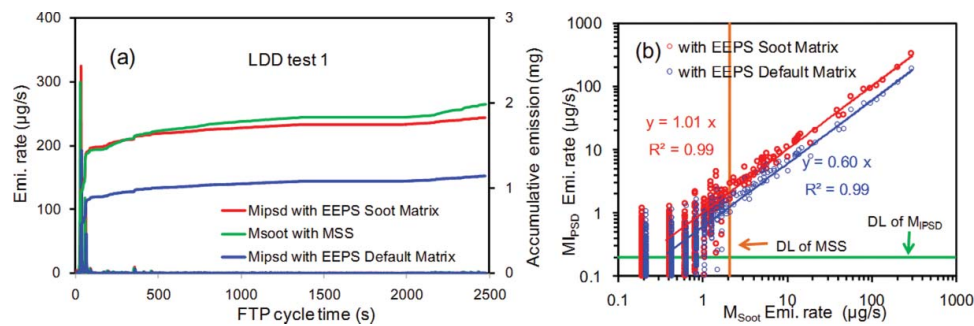 (a)
LDD test 1
Emi. rate (µg/s)
400
300
200
100
0
Accumulative emission (mg)
3
2
1
0
Mipsd with EEPS Soot Matrix
Msoot with MSS
Mipsd with EEPS Default Matrix
0 500 1000 1500 2000 2500
FTP cycle time (s)
(b)
with EEPS Soot Matrix
with EEPS Default Matrix
MIPSD Emi. rate (µg/s)
1000
100
10
1
0.1
y = 1.01 x
R² = 0.99
y = 0.60 x
R² = 0.99
DL of MIPSD
DL of MSS
0.1 1 10 100 1000
MSoot Emi. rate (µg/s)